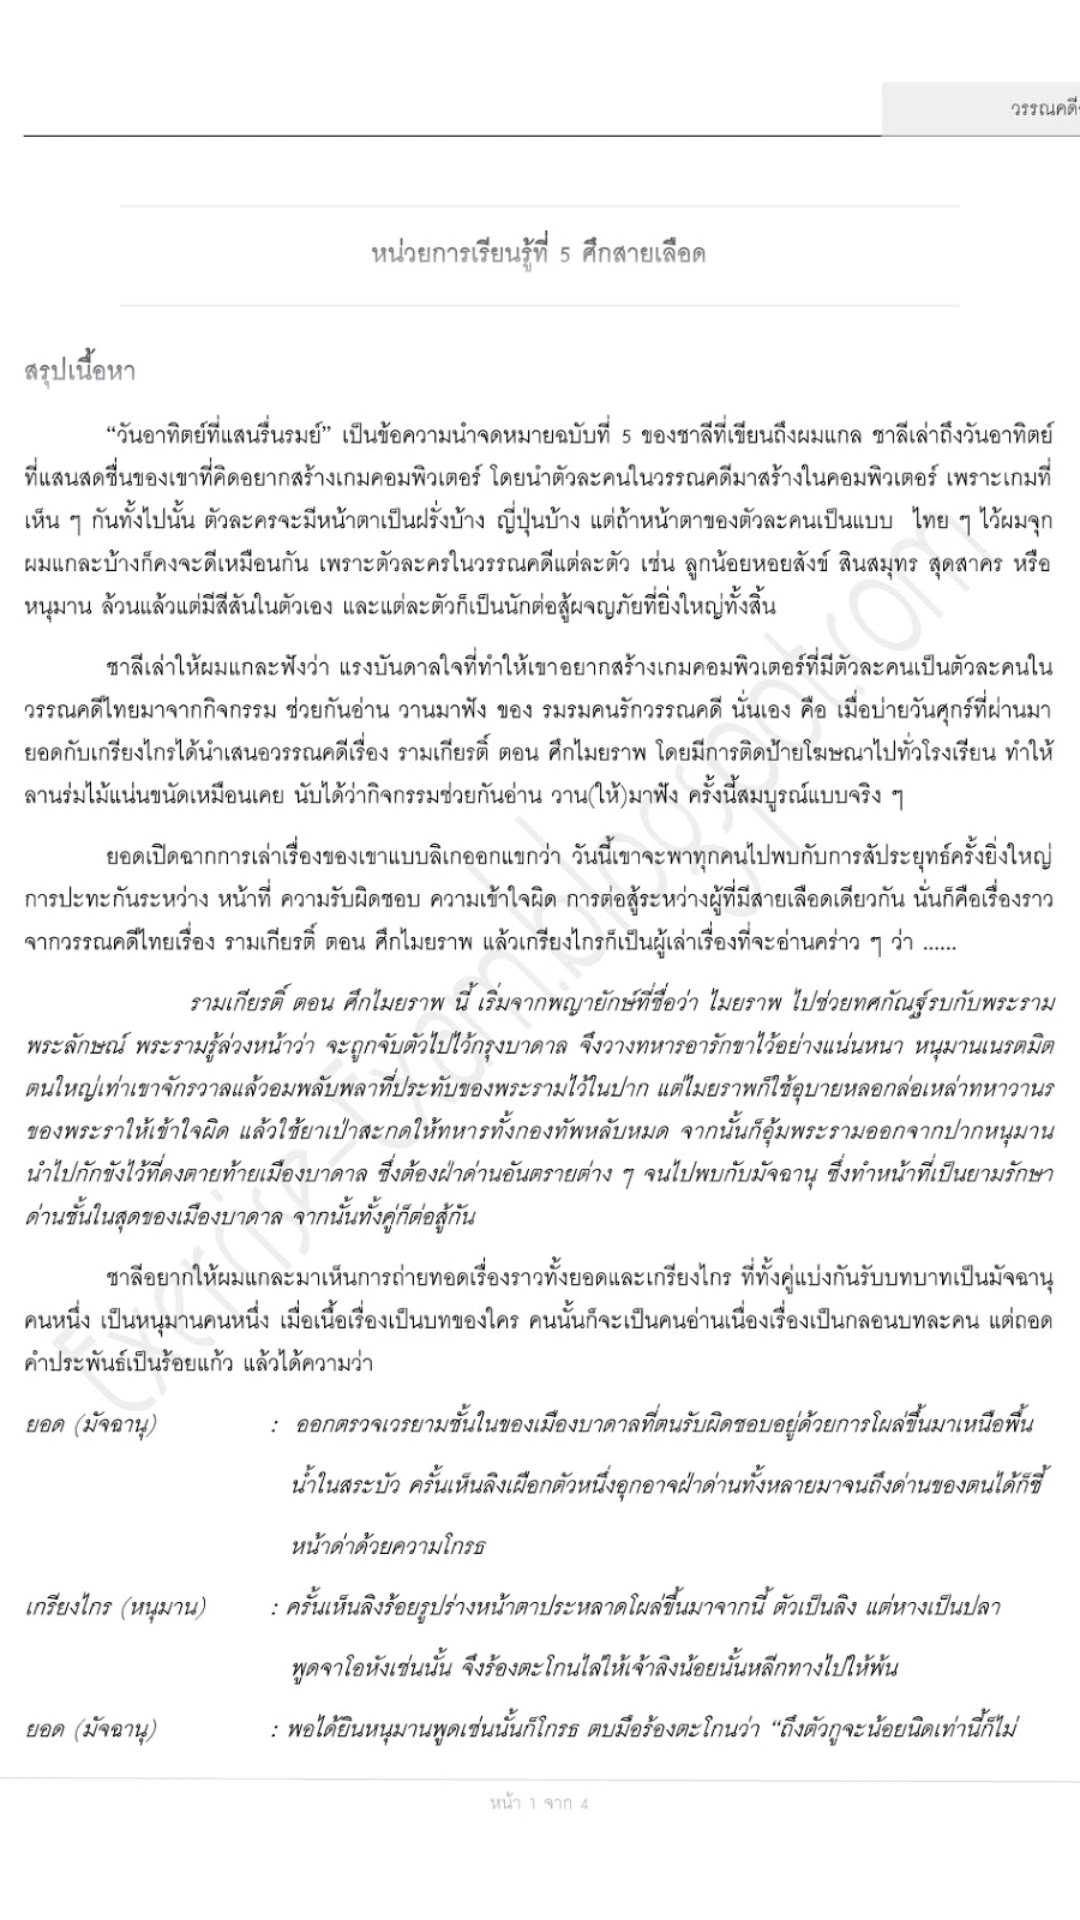 วรรณคดี
หน่วยการเรียนรู้ที่ 5 ศึกสายเลือด
สรุปเนื้อหา
“วันอาทิตย์ที่แสนรื่นรมย์” เป็นข้อความนำจดหมายฉบับที่ 5 ของชาลีที่เขียนถึงผมแกล ชาลีเล่าถึงวันอาทิตย์
ที่แสนสดชื่นของเขาที่คิดอยากสร้างเกมคอมพิวเตอร์ โดยนำตัวละคนในวรรณคดีมาสร้างในคอมพิวเตอร์ เพราะเกมที่
เห็น ๆ กันทั้งไปนั้น ตัวละครจะมีหน้าตาเป็นฝรั่งบ้าง ญี่ปุ่นบ้าง แต่ถ้าหน้าตาของตัวละคนเป็นแบบ ไทย ๆ ไว้ผมจุก
ผมแกละบ้างก็คงจะดีเหมือนกัน เพราะตัวละครในวรรณคดีแต่ละตัว เช่น ลูกน้อยหอยสังข์ สินสมุทร สุดสาคร หรือ
หนุมาน ล้วนแล้วแต่มีสีสันในตัวเอง และแต่ละตัวก็เป็นนักต่อสู้ผจญภัยที่ยิ่งใหญ่ทั้งสิ้น
ชาลีเล่าให้ผมแกละฟังว่า แรงบันดาลใจที่ทำให้เขาอยากสร้างเกมคอมพิวเตอร์ที่มีตัวละคนเป็นตัวละคนใน
วรรณคดีไทยมาจากกิจกรรม ช่วยกันอ่าน วานมาฟัง ของ รมรมคนรักวรรณคดี นั่นเอง คือ เมื่อบ่ายวันศุกร์ที่ผ่านมา
ยอดกับเกรียงไกรได้นำเสนอวรรณคดีเรื่อง รามเกียรติ์ ตอน ศึกไมยราพ โดยมีการติดป้ายโฆษณาไปทั่วโรงเรียน ทำให้
ลานร่มไม้แน่นขนัดเหมือนเคย นับได้ว่ากิจกรรมช่วยกันอ่าน วาน(ให้)มาฟัง ครั้งนี้สมบูรณ์แบบจริง ๆ
ยอดเปิดฉากการเล่าเรื่องของเขาแบบลิเกออกแขกว่า วันนี้เขาจะพาทุกคนไปพบกับการสัประยุทธ์ครั้งยิ่งใหญ่
การปะทะกันระหว่าง หน้าที่ ความรับผิดชอบ ความเข้าใจผิด การต่อสู้ระหว่างผู้ที่มีสายเลือดเดียวกัน นั่นก็คือเรื่องราว
จากวรรณคดีไทยเรื่อง รามเกียรติ์ ตอน ศึกไมยราพ แล้วเกรียงไกรก็เป็นผู้เล่าเรื่องที่จะอ่านคร่าว ๆ ว่า ......
รามเกียรติ์ ตอน ศึกไมยราพ นี้ เริ่มจากพญายักษ์ที่ชื่อว่า ไมยราพ ไปช่วยทศกัณฐ์รบกับพระราม
พระลักษณ์ พระรามรู้ล่วงหน้าว่า จะถูกจับตัวไปไว้กรุงบาดาล จึงวางทหารอารักขาไว้อย่างแน่นหนา หนุมานเนรตมิต
ตนใหญ่เท่าเขาจักรวาลแล้วอมพลับพลาที่ประทับของพระรามไว้ในปาก แต่ไมยราพก็ใช้อุบายหลอกล่อเหล่าทหาวานร
ของพระราให้เข้าใจผิด แล้วใช้ยาเป่าสะกดให้ทหารทั้งกองทัพหลับหมด จากนั้นก็อุ้มพระรามออกจากปากหนุมาน
นำไปกักขังไว้ที่ดงตายท้ายเมืองบาดาล ซึ่งต้องฝ่าด่านอันตรายต่าง ๆ จนไปพบกับมัจฉานุ ซึ่งทำหน้าที่เป็นยามรักษา
ด่านชั้นในสุดของเมืองบาดาล จากนั้นทั้งคู่ก็ต่อสู้กัน
ชาลีอยากให้ผมแกละมาเห็นการถ่ายทอดเรื่องราวทั้งยอดและเกรียงไกร ที่ทั้งคู่แบ่งกันรับบทบาทเป็นมัจฉานุ
คนหนึ่ง เป็นหนุมานคนหนึ่ง เมื่อเนื้อเรื่องเป็นบทของใคร คนนั้นก็จะเป็นคนอ่านเนื่องเรื่องเป็นกลอนบทละคน แต่ถอด
คำประพันธ์เป็นร้อยแก้ว แล้วได้ความว่า
ยอด (มัจฉานุ) : ออกตรวจเวรยามชั้นในของเมืองบาดาลที่ตนรับผิดชอบอยู่ด้วยการโผล่ขึ้นมาเหนือพื้น
น้ำในสระบัว ครั้นเห็นลิงเผือกตัวหนึ่งอุกอาจฝ่าด่านทั้งหลายมาจนถึงด่านของตนได้ก็ชี้
หน้าด่าด้วยความโกรธ
เกรียงไกร (หนุมาน) : ครั้นเห็นลิงร้อยรูปร่างหน้าตาประหลาดโผล่ขึ้นมาจากนี้ ตัวเป็นลิง แต่หางเป็นปลา
พูดจาโอหังเช่นนั้น จึงร้องตะโกนไล่ให้เจ้าลิงน้อยนั้นหลีกทางไปให้พ้น
ยอด (มัจฉานุ) : พอได้ยินหนุมานพูดเช่นนั้นก็โกรธ ตบมือร้องตะโกนว่า “ถึงตัวกูจะน้อยนิดเท่านี้ก็ไม่
หน้า 1 จาก 4
Exercise-Exam.blogspot.com